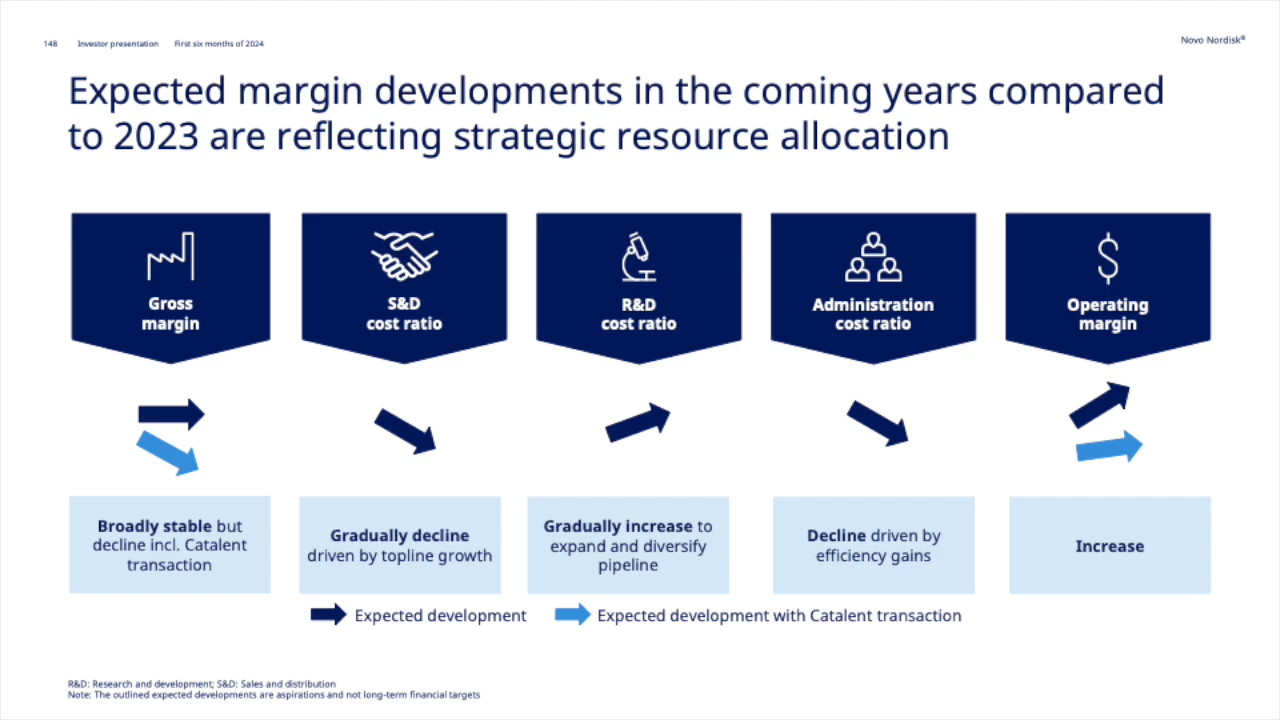 148 Investor presentation First six months of 2024
Novo Nordisk®
Expected margin developments in the coming years compared
to 2023 are reflecting strategic resource allocation
Gross
margin
S&D
cost ratio
R&D
cost ratio
Administration
cost ratio
Operating
margin
Broadly stable but
decline incl. Catalent
transaction
Gradually decline
driven by topline growth
Gradually increase to
expand and diversify
pipeline
Decline driven by
efficiency gains
Increase
Expected development
Expected development with Catalent transaction
R&D: Research and development; S&D: Sales and distribution
Note: The outlined expected developments are aspirations and not long-term financial targets